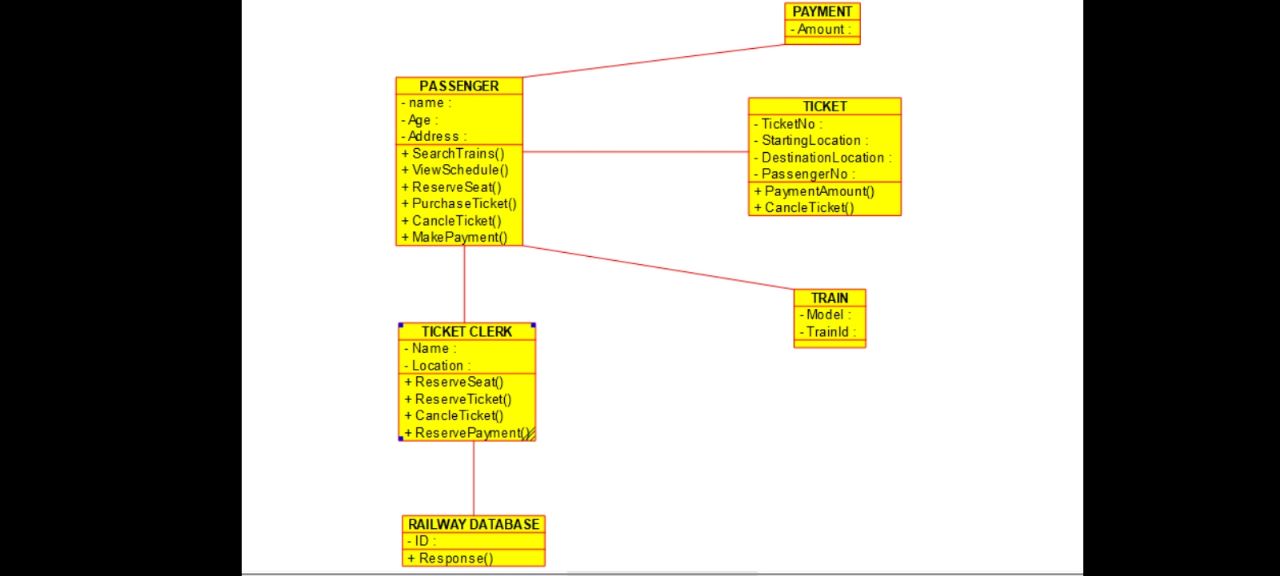 PAYMENT
- Amount :
PASSENGER
- name :
- Age :
- Address :
+ SearchTrains()
+ ViewSchedule()
+ ReserveSeat()
+ PurchaseTicket()
+ CancleTicket()
+ MakePayment()
TICKET
- TicketNo :
- StartingLocation :
- DestinationLocation :
- PassengerNo :
+ PaymentAmount()
+ CancleTicket()
TRAIN
- Model :
- TrainId :
TICKET CLERK
- Name :
- Location :
+ ReserveSeat()
+ ReserveTicket()
+ CancleTicket()
+ ReservePayment()
RAILWAY DATABASE
- ID :
+ Response()